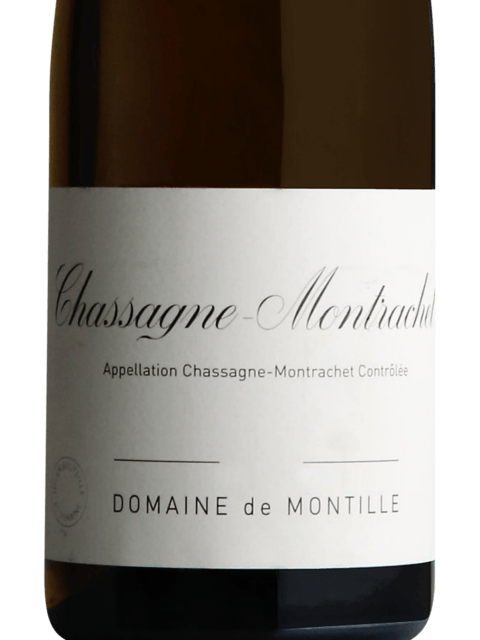 Chassagne-Montrachet
Appellation Chassagne-Montrachet Contrôlée
DOMAINE de MONTILLE